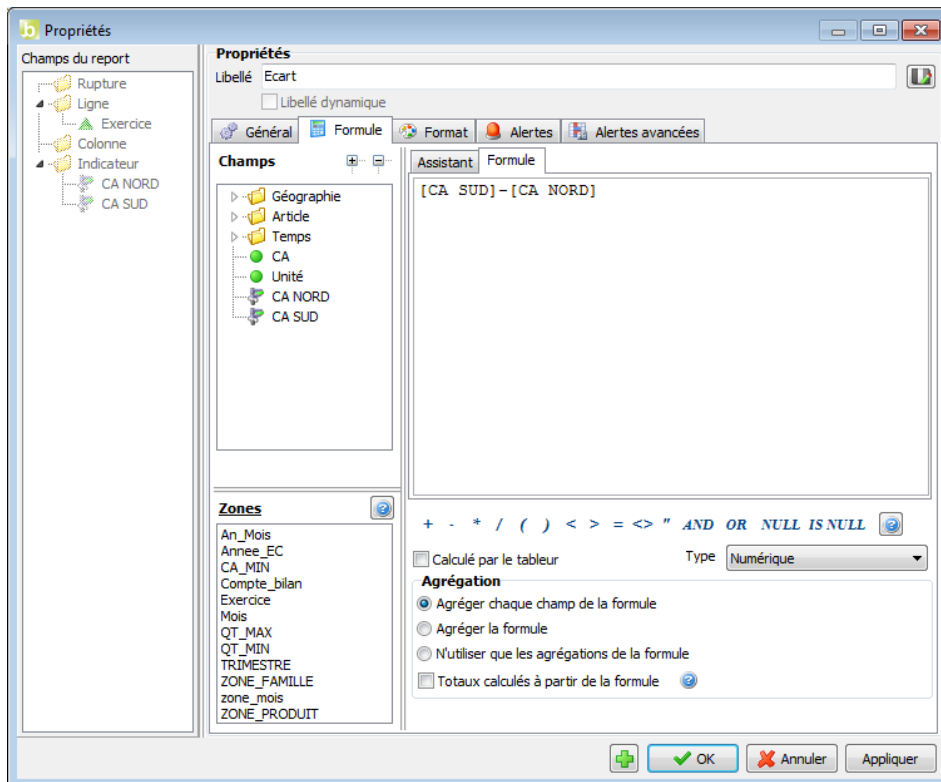 Propriétés
Champs du report
Rupture
Ligne
Exercice
Colonne
Indicateur
CA NORD
CA SUD
Propriétés
Libellé Ecart
Libellé dynamique
Général Formule Format Alertes Alertes avancées
Champs
Géographie
Article
Temps
CA
Unité
CA NORD
CA SUD
Zones
An_Mois
Annee_EC
CA_MIN
Compte_bilan
Exercice
Mois
QT_MAX
QT_MIN
TRIMESTRE
ZONE_FAMILLE
zone_mois
ZONE_PRODUIT
Assistant Formule
[CA SUD]-[CA NORD]
+ - * / ( ) < > = <> " AND OR NULL IS NULL
Calculé par le tableur Type Numérique
Agrégation
Agréger chaque champ de la formule
Agréger la formule
N'utiliser que les agrégations de la formule
Totaux calculés à partir de la formule
OK Annuler Appliquer